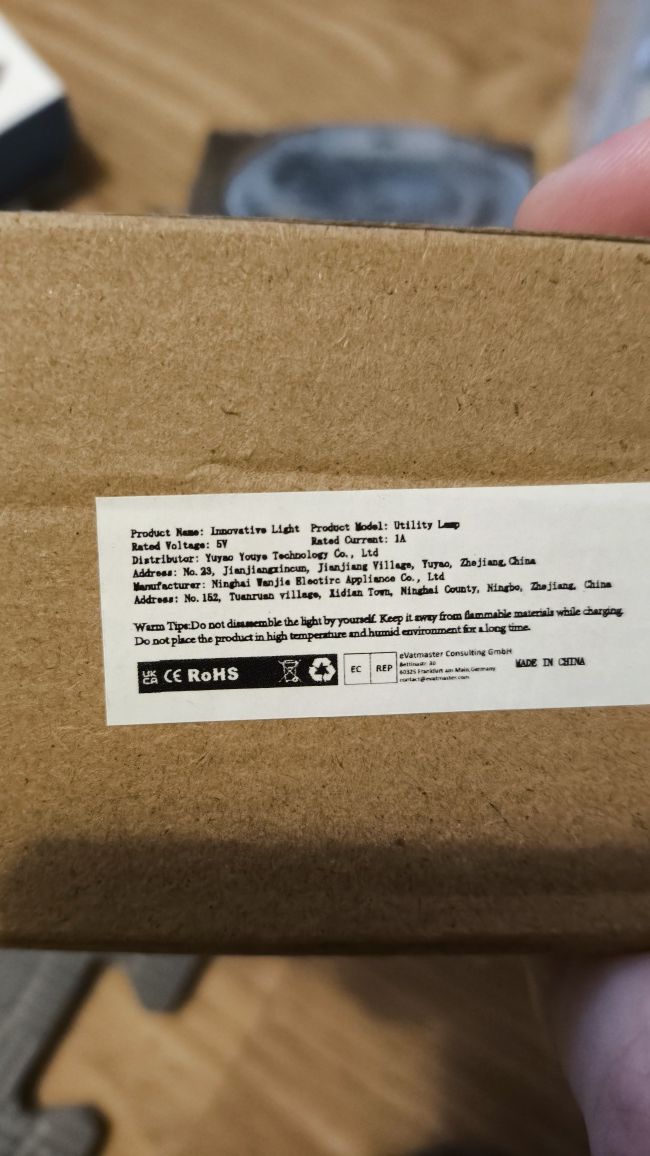 Product Name: Innovative Light Product Model: Utility Lamp
Rated Voltage: 5V Rated Current: 1A
Distributor: Yuyao Youye Technology Co., Ltd
Address: No.23, Jianjiangxincun, Jianjiang Village, Yuyao, Zhejiang, China
Manufacturer: Ninghai Wanjie Electirc Appliance Co., Ltd
Address: No.152, Tuanruan village, Xidian Town, Ninghai County, Ningbo, Zhejiang, China
Warm Tips:Do not disassemble the light by yourself. Keep it away from flammable materials while charging.
Do not place the product in high temperature and humid environment for a long time.
UK CA CE RoHS
EC REP
eVatmaster Consulting GmbH
Bettinastr. 30
60325 Frankfurt am Main,Germany
contact@evatmaster.com
MADE IN CHINA